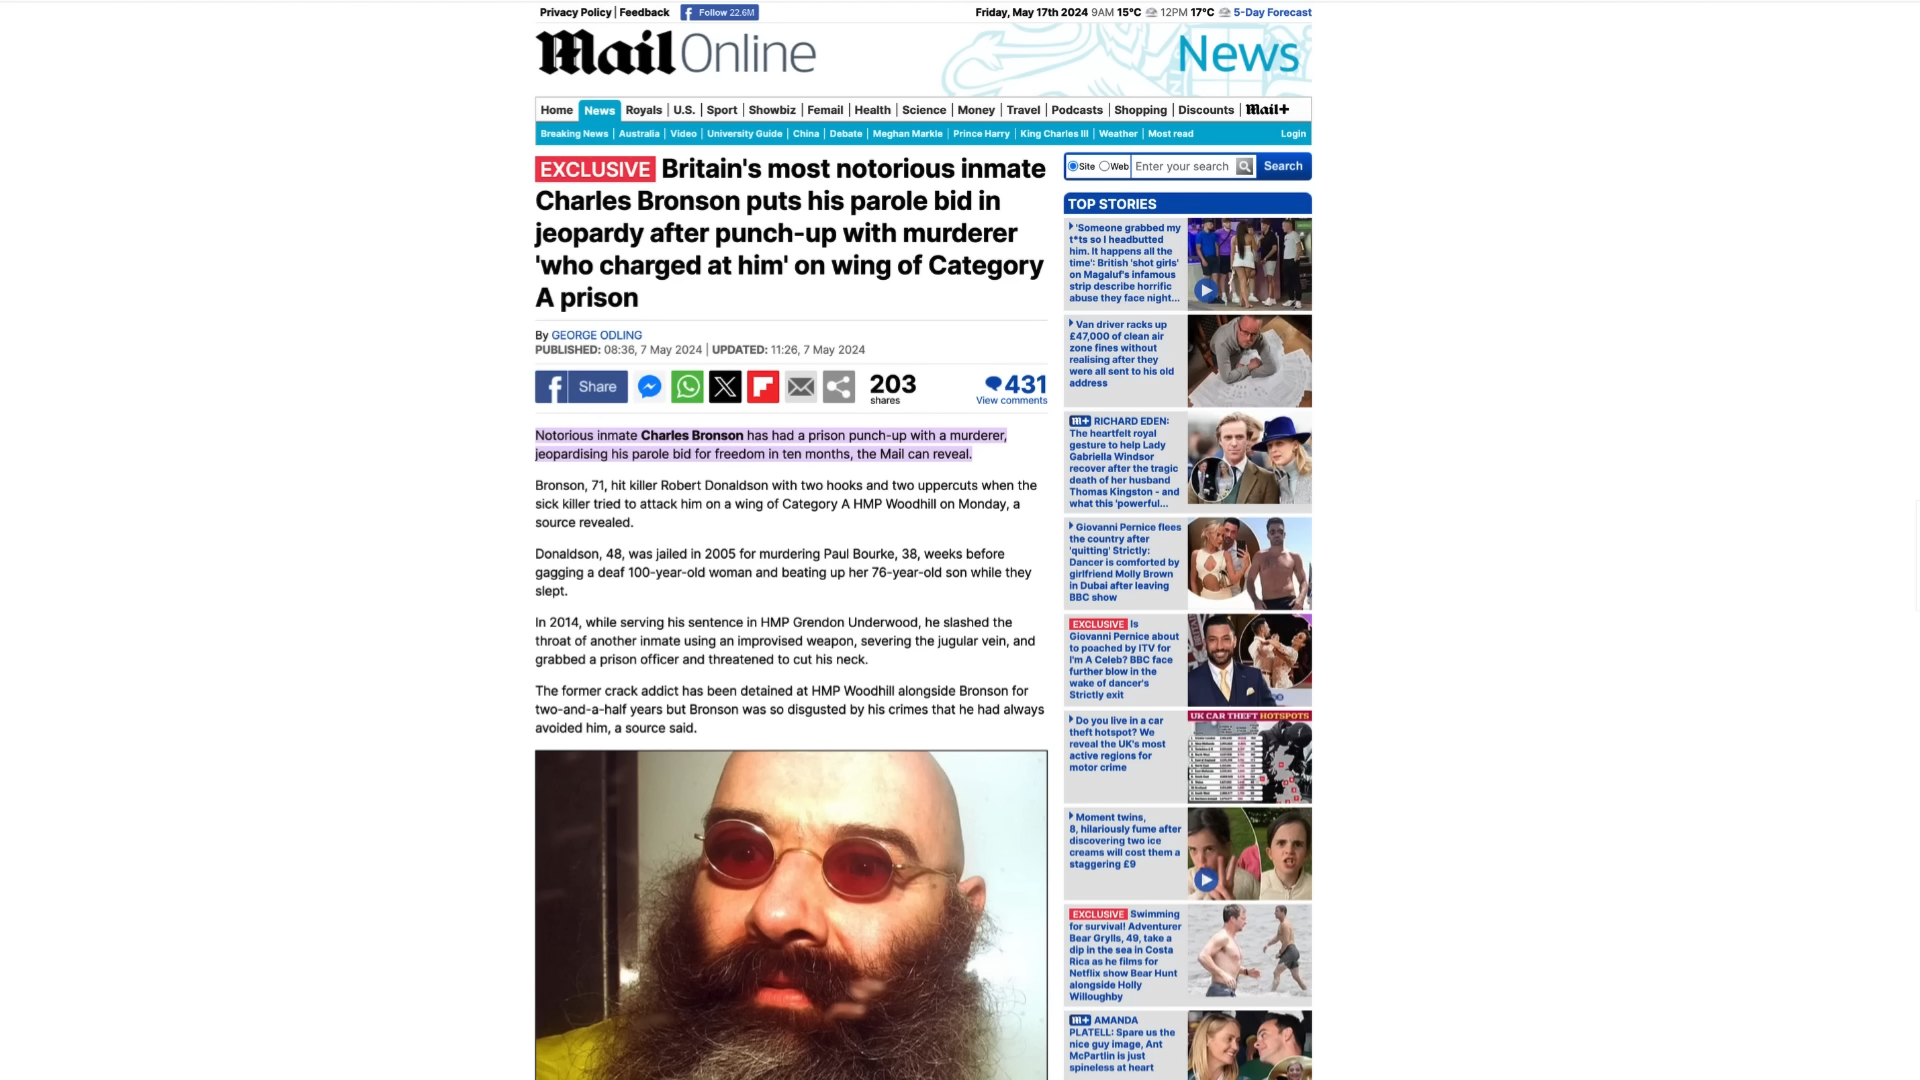 Privacy Policy | Feedback
Follow 22.6M
Friday, May 17th 2024 9AM 15°C 12PM 17°C 5-Day Forecast
Mail Online
News
Home News Royals U.S. Sport Showbiz Femail Health Science Money Travel Podcasts Shopping Discounts Mail+
Breaking News Australia Video University Guide China Debate Meghan Markle Prince Harry King Charles III Weather Most read Login
EXCLUSIVE Britain's most notorious inmate
Charles Bronson puts his parole bid in
jeopardy after punch-up with murderer
'who charged at him' on wing of Category
A prison
By GEORGE ODLING
PUBLISHED: 08:36, 7 May 2024 | UPDATED: 11:26, 7 May 2024
Share
203
shares
431
View comments
Notorious inmate Charles Bronson has had a prison punch-up with a murderer,
jeopardising his parole bid for freedom in ten months, the Mail can reveal.
Bronson, 71, hit killer Robert Donaldson with two hooks and two uppercuts when the
sick killer tried to attack him on a wing of Category A HMP Woodhill on Monday, a
source revealed.
Donaldson, 48, was jailed in 2005 for murdering Paul Bourke, 38, weeks before
gagging a deaf 100-year-old woman and beating up her 76-year-old son while they
slept.
In 2014, while serving his sentence in HMP Grendon Underwood, he slashed the
throat of another inmate using an improvised weapon, severing the jugular vein, and
grabbed a prison officer and threatened to cut his neck.
The former crack addict has been detained at HMP Woodhill alongside Bronson for
two-and-a-half years but Bronson was so disgusted by his crimes that he had always
avoided him, a source said.
Site Web Enter your search Search
TOP STORIES
'Someone grabbed my
t*ts so I headbutted
him. It happens all the
time': British 'shot girls'
on Magaluf's infamous
strip describe horrific
abuse they face night...
Van driver racks up
£47,000 of clean air
zone fines without
realising after they
were all sent to his old
address
m+ RICHARD EDEN:
The heartfelt royal
gesture to help Lady
Gabriella Windsor
recover after the tragic
death of her husband
Thomas Kingston - and
what this 'powerful...
Giovanni Pernice flees
the country after
'quitting' Strictly:
Dancer is comforted by
girlfriend Molly Brown
in Dubai after leaving
BBC show
EXCLUSIVE Is
Giovanni Pernice about
to poached by ITV for
I'm A Celeb? BBC face
further blow in the
wake of dancer's
Strictly exit
Do you live in a car
theft hotspot? We
reveal the UK's most
active regions for
motor crime
UK CAR THEFT HOTSPOTS
Moment twins,
8, hilariously fume after
discovering two ice
creams will cost them a
staggering £9
EXCLUSIVE Swimming
for survival! Adventurer
Bear Grylls, 49, take a
dip in the sea in Costa
Rica as he films for
Netflix show Bear Hunt
alongside Holly
Willoughby
m+ AMANDA
PLATELL: Spare us the
nice guy image, Ant
McPartlin is just
spineless at heart